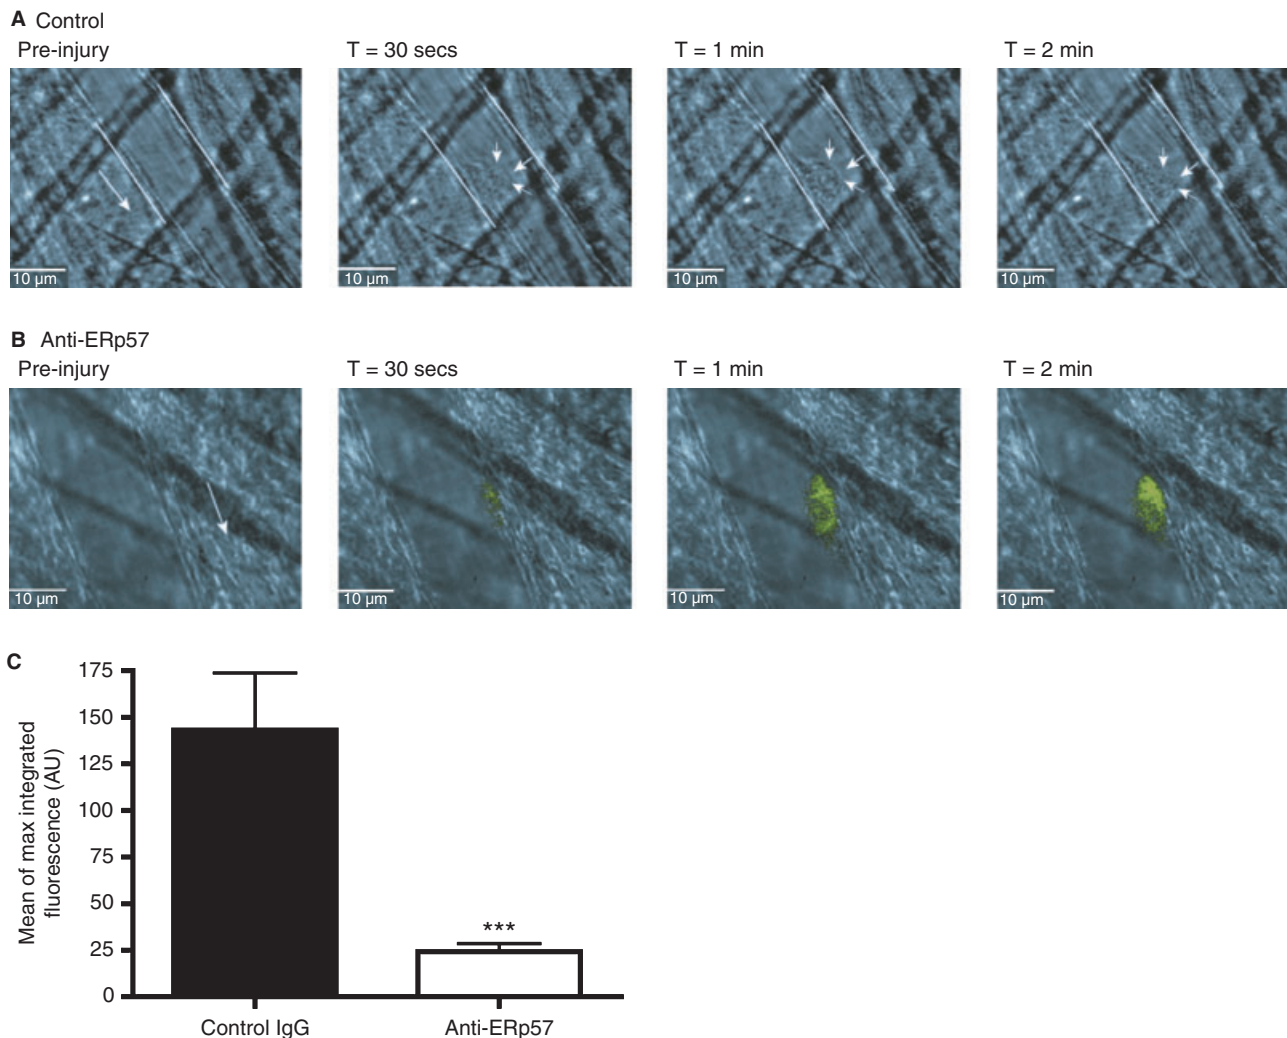 A Control
Pre-injury T = 30 secs T = 1 min T = 2 min
10 µm 10 µm 10 µm 10 µm
B Anti-ERp57
Pre-injury T = 30 secs T = 1 min T = 2 min
10 µm 10 µm 10 µm 10 µm
C
Mean of max integrated
fluorescence (AU)
175
150
125
100
75
50
25
0
***
Control IgG Anti-ERp57